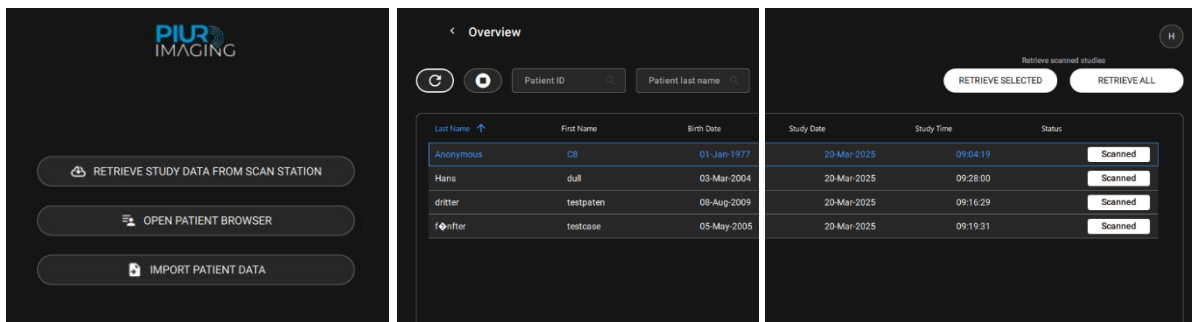 PIUR
IMAGING
RETRIEVE STUDY DATA FROM SCAN STATION
OPEN PATIENT BROWSER
IMPORT PATIENT DATA
Overview
H
Retrieve scanned studies
Patient ID
Patient last name
RETRIEVE SELECTED
RETRIEVE ALL
Last Name First Name Birth Date Study Date Study Time Status
Anonymous C8 01-Jan-1977 20-Mar-2025 09:04:19 Scanned
Hans dull 03-Mar-2004 20-Mar-2025 09:28:00 Scanned
dritter testpaten 08-Aug-2009 20-Mar-2025 09:16:29 Scanned
f�nfter testcase 05-May-2005 20-Mar-2025 09:19:31 Scanned